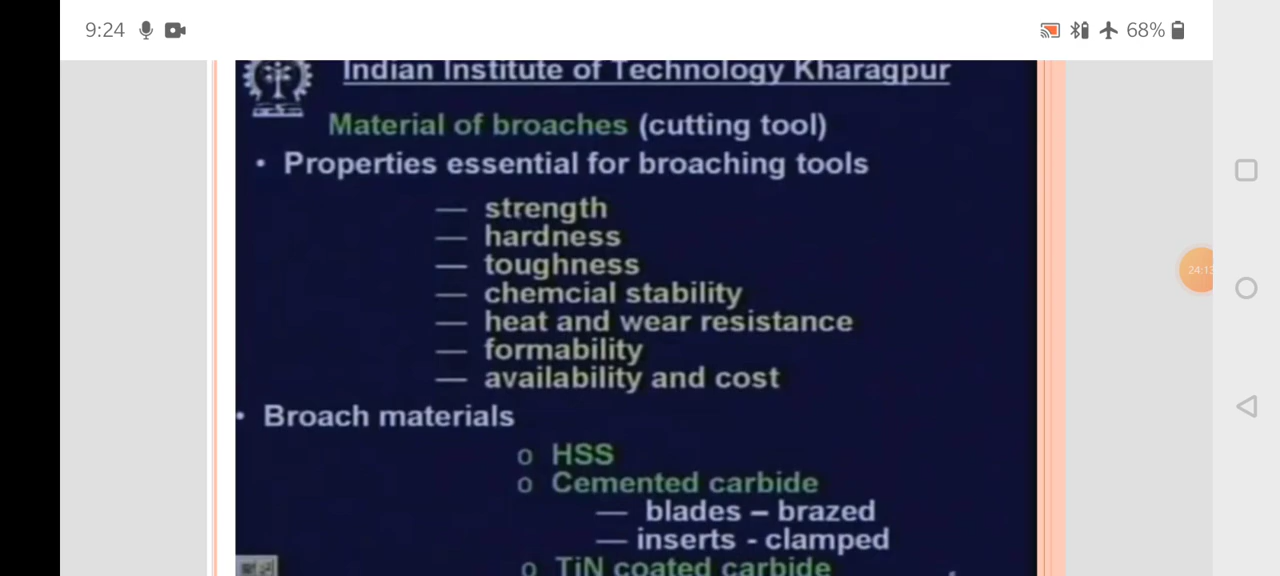 9:24
68%
Indian Institute of Technology Kharagpur
Material of broaches (cutting tool)
• Properties essential for broaching tools
— strength
— hardness
— toughness
— chemcial stability
— heat and wear resistance
— formability
— availability and cost
• Broach materials
o HSS
o Cemented carbide
— blades – brazed
— inserts - clamped
o TiN coated carbide